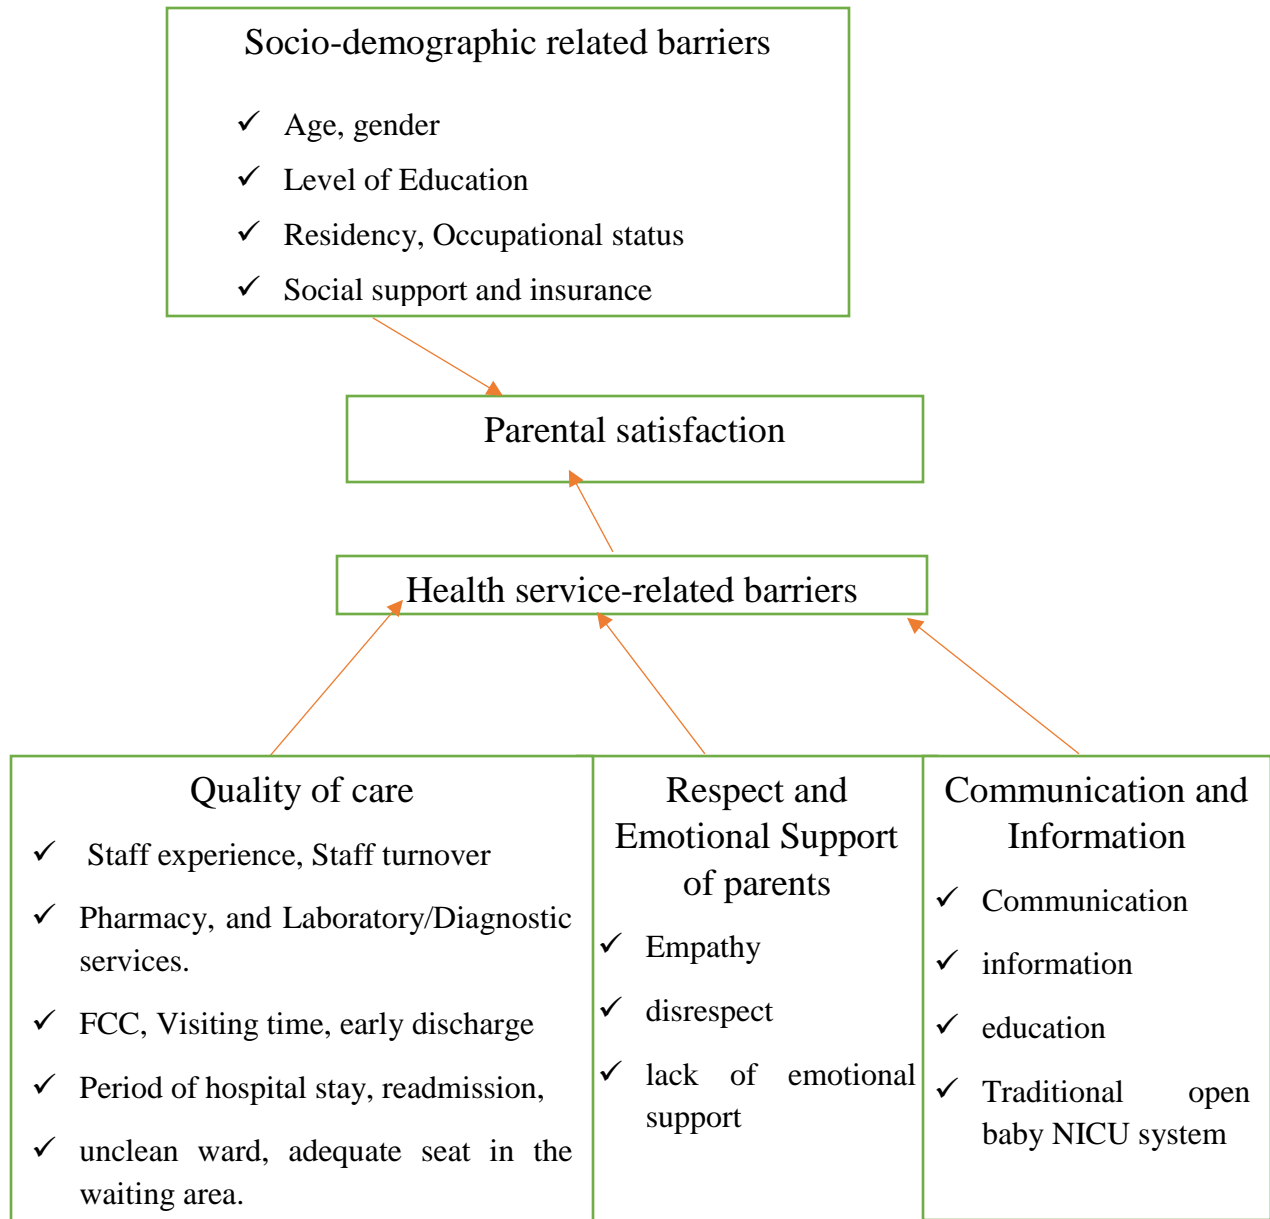 Socio-demographic related barriers
✓ Age, gender
✓ Level of Education
✓ Residency, Occupational status
✓ Social support and insurance
Parental satisfaction
Health service-related barriers
Quality of care
✓ Staff experience, Staff turnover
✓ Pharmacy, and Laboratory/Diagnostic
services.
✓ FCC, Visiting time, early discharge
✓ Period of hospital stay, readmission,
✓ unclean ward, adequate seat in the
waiting area.
Respect and
Emotional Support
of parents
✓ Empathy
✓ disrespect
✓ lack of emotional
support
Communication and
Information
✓ Communication
✓ information
✓ education
✓ Traditional open
baby NICU system